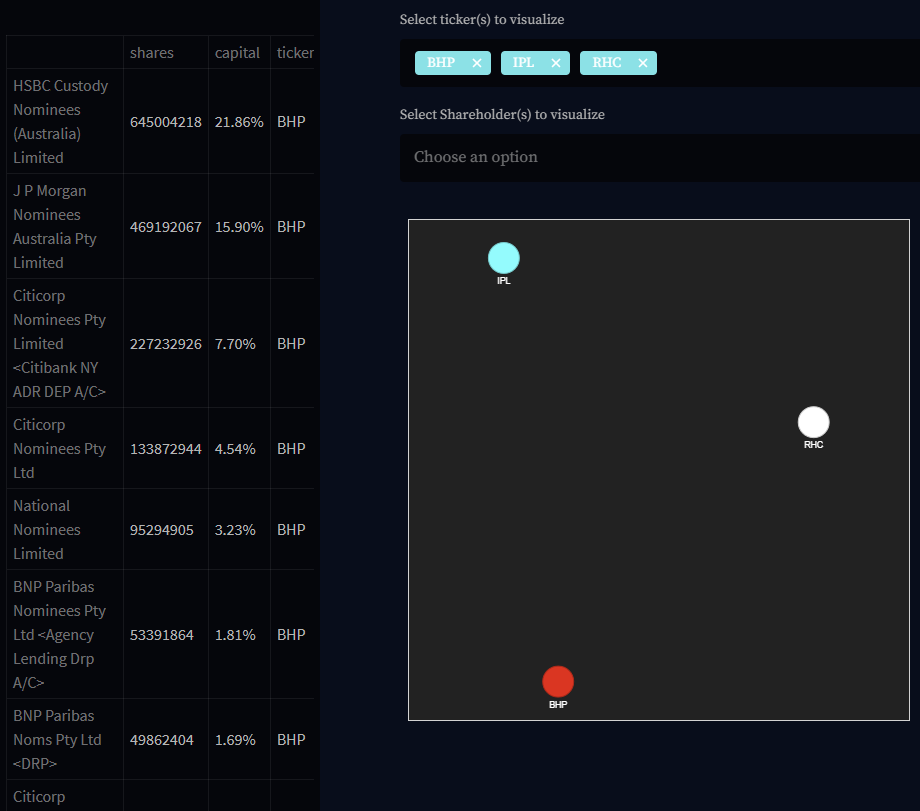 shares capital ticker
HSBC Custody
Nominees
(Australia)
Limited
645004218 21.86% BHP
J P Morgan
Nominees
Australia Pty
Limited
469192067 15.90% BHP
Citicorp
Nominees Pty
Limited
<Citibank NY
ADR DEP A/C>
227232926 7.70% BHP
Citicorp
Nominees Pty
Ltd
133872944 4.54% BHP
National
Nominees
Limited
95294905 3.23% BHP
BNP Paribas
Nominees Pty
Ltd <Agency
Lending Drp
A/C>
53391864 1.81% BHP
BNP Paribas
Noms Pty Ltd
<DRP>
49862404 1.69% BHP
Citicorp
Select ticker(s) to visualize
BHP × IPL × RHC ×
Select Shareholder(s) to visualize
Choose an option
IPL
RHC
BHP